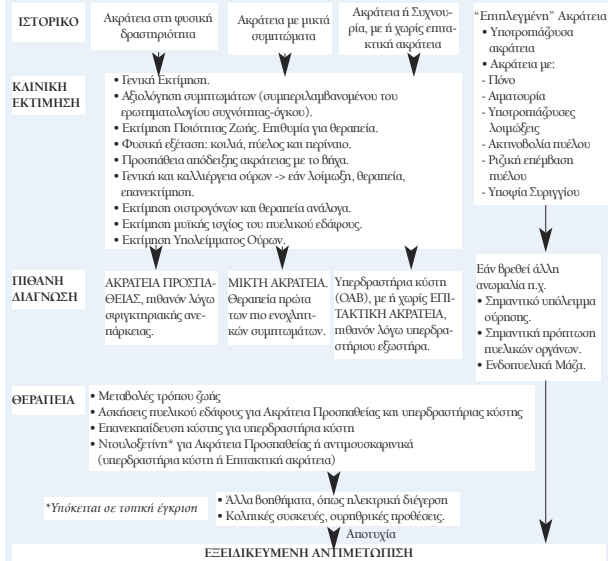 ΙΣΤΟΡΙΚΟ
Ακράτεια στη φυσική
δραστηριότητα
Ακράτεια με μικτά
συμπτώματα
Ακράτεια ή Συχνου-
ρία, με ή χωρίς επιτα-
κτική ακράτεια
“Επιπλεγμένη” Ακράτεια
• Υποτροπιάζουσα
ακράτεια
• Ακράτεια με:
- Πόνο
- Αιματουρία
- Υποτροπιάζουσες
λοιμώξεις
- Ακτινοβολία πυέλου
- Ριζική επέμβαση
πυέλου
- Υποψία Συριγγίου
ΚΛΙΝΙΚΗ
ΕΚΤΙΜΗΣΗ
• Γενική Εκτίμηση.
• Αξιολόγηση συμπτωμάτων (συμπεριλαμβανομένου του
ερωτηματολογίου συχνότητας-όγκου).
• Εκτίμηση Ποιότητας Ζωής. Επιθυμία για θεραπεία.
• Φυσική εξέταση: κοιλιά, πύελος και περίναιο.
• Προσπάθεια απόδειξης ακράτειας με το βήχα.
• Γενική και καλλιέργεια ούρων -> εάν λοίμωξη, θεραπεία,
επανεκτίμηση.
• Εκτίμηση οιστρογόνων και θεραπεία ανάλογα.
• Εκτίμηση μυϊκής ισχύος του πυελικού εδάφους.
• Εκτίμηση Υπολείμματος Ούρων.
ΠΙΘΑΝΗ
ΔΙΑΓΝΩΣΗ
ΑΚΡΑΤΕΙΑ ΠΡΟΣΠΑ-
ΘΕΙΑΣ, πιθανόν λόγω
σφιγκτηριακής ανε-
πάρκειας.
ΜΙΚΤΗ ΑΚΡΑΤΕΙΑ.
Θεραπεία πρώτα
των πιο ενοχλητι-
κών συμπτωμάτων.
Υπερδραστήρια κύστη
(OAB), με ή χωρίς ΕΠΙ-
ΤΑΚΤΙΚΗ ΑΚΡΑΤΕΙΑ,
πιθανόν λόγω υπερδρα-
στήριου εξωστήρα.
Εάν βρεθεί άλλη
ανωμαλία π.χ.
• Σημαντικό υπόλειμμα
ούρησης.
• Σημαντική πρόπτωση
πυελικών οργάνων.
• Ενδοπυελική Μάζα.
ΘΕΡΑΠΕΙΑ
• Μεταβολές τρόπου ζωής
• Ασκήσεις πυελικού εδάφους για Ακράτεια Προσπαθείας και υπερδραστήριας κύστης
• Επανεκπαίδευση κύστης για υπερδραστήρια κύστη
• Ντουλοξετίνη* για Ακράτεια Προσπαθείας ή αντιμουσκαρινικά
(υπερδραστήρια κύστη ή Επιτακτική ακράτεια)
*Υπόκειται σε τοπική έγκριση
• Άλλα βοηθήματα, όπως ηλεκτρική διέγερση
• Κολπικές συσκευές, ουρηθρικές προθέσεις.
Αποτυχία
ΕΞΕΙΔΙΚΕΥΜΕΝΗ ΑΝΤΙΜΕΤΩΠΙΣΗ